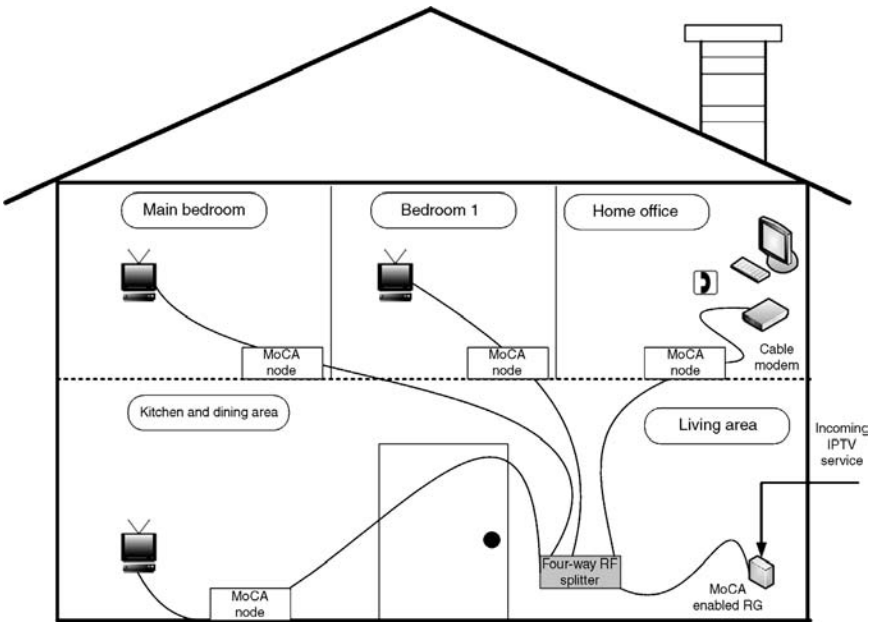 Main bedroom
Bedroom 1
Home office
MoCA
node
MoCA
node
MoCA
node
Cable
modem
Kitchen and dining area
Living area
Incoming
IPTV
service
Four-way RF
splitter
MoCA
node
MoCA
enabled RG